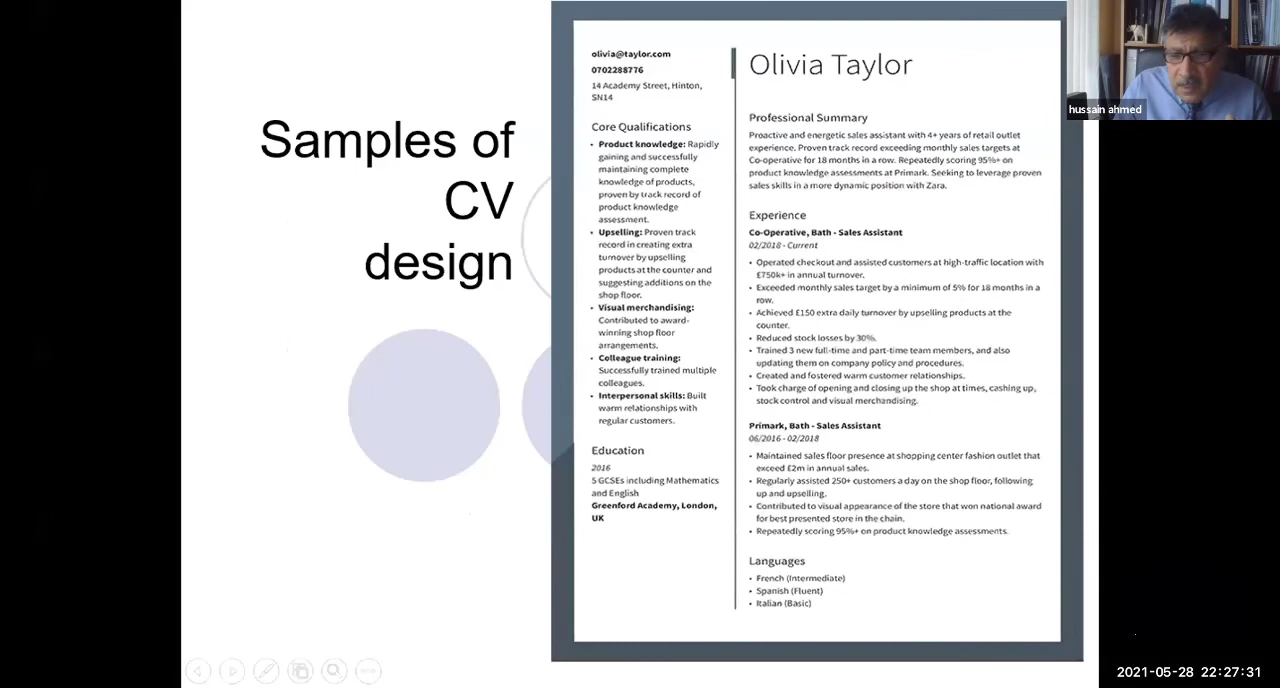 Samples of
CV
design
olivia@taylor.com
0702288776
14 Academy Street, Hinton,
SN14
Core Qualifications
• Product knowledge: Rapidly
gaining and successfully
maintaining complete
knowledge of products,
proven by track record of
product knowledge
assessment.
• Upselling: Proven track
record in creating extra
turnover by upselling
products at the counter and
suggesting additions on the
shop floor.
• Visual merchandising:
Contributed to award-
winning shop floor
arrangements.
• Colleague training:
Successfully trained multiple
colleagues.
• Interpersonal skills: Built
warm relationships with
regular customers.
Education
2016
5 GCSEs including Mathematics
and English
Greenford Academy, London,
UK
Olivia Taylor
Professional Summary
Proactive and energetic sales assistant with 4+ years of retail outlet
experience. Proven track record exceeding monthly sales targets at
Co-operative for 18 months in a row. Repeatedly scoring 95%+ on
product knowledge assessments at Primark. Seeking to leverage proven
sales skills in a more dynamic position with Zara.
Experience
Co-Operative, Bath - Sales Assistant
02/2018 - Current
• Operated checkout and assisted customers at high-traffic location with
£750k+ in annual turnover.
• Exceeded monthly sales target by a minimum of 5% for 18 months in a
row.
• Achieved £150 extra daily turnover by upselling products at the
counter.
• Reduced stock losses by 30%.
• Trained 3 new full-time and part-time team members, and also
updating them on company policy and procedures.
• Created and fostered warm customer relationships.
• Took charge of opening and closing up the shop at times, cashing up,
stock control and visual merchandising.
Primark, Bath - Sales Assistant
06/2016 - 02/2018
• Maintained sales floor presence at shopping center fashion outlet that
exceed £2m in annual sales.
• Regularly assisted 250+ customers a day on the shop floor, following
up and upselling.
• Contributed to visual appearance of the store that won national award
for best presented store in the chain.
• Repeatedly scoring 95%+ on product knowledge assessments.
Languages
• French (Intermediate)
• Spanish (Fluent)
• Italian (Basic)
hussain ahmed
2021-05-28 22:27:31